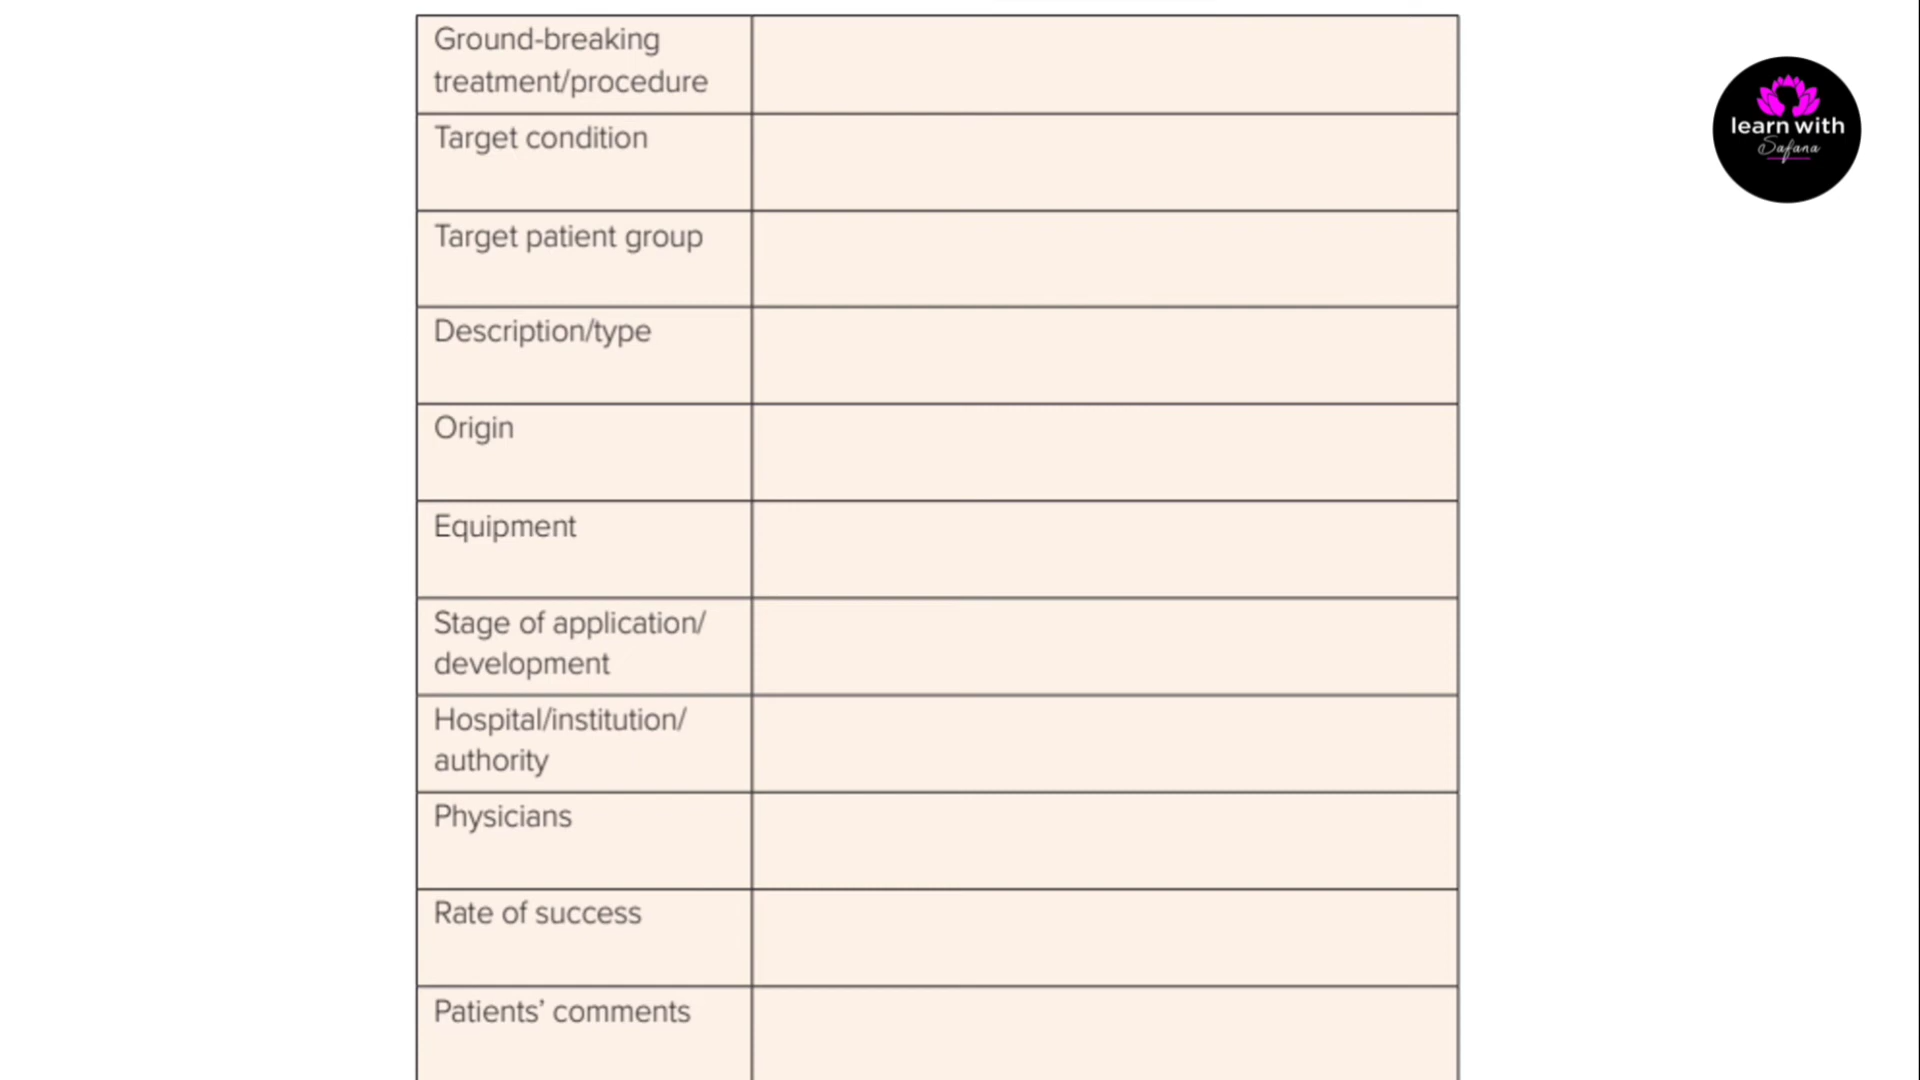 Ground-breaking
treatment/procedure
Target condition
Target patient group
Description/type
Origin
Equipment
Stage of application/
development
Hospital/institution/
authority
Physicians
Rate of success
Patients’ comments
learn with
Safana